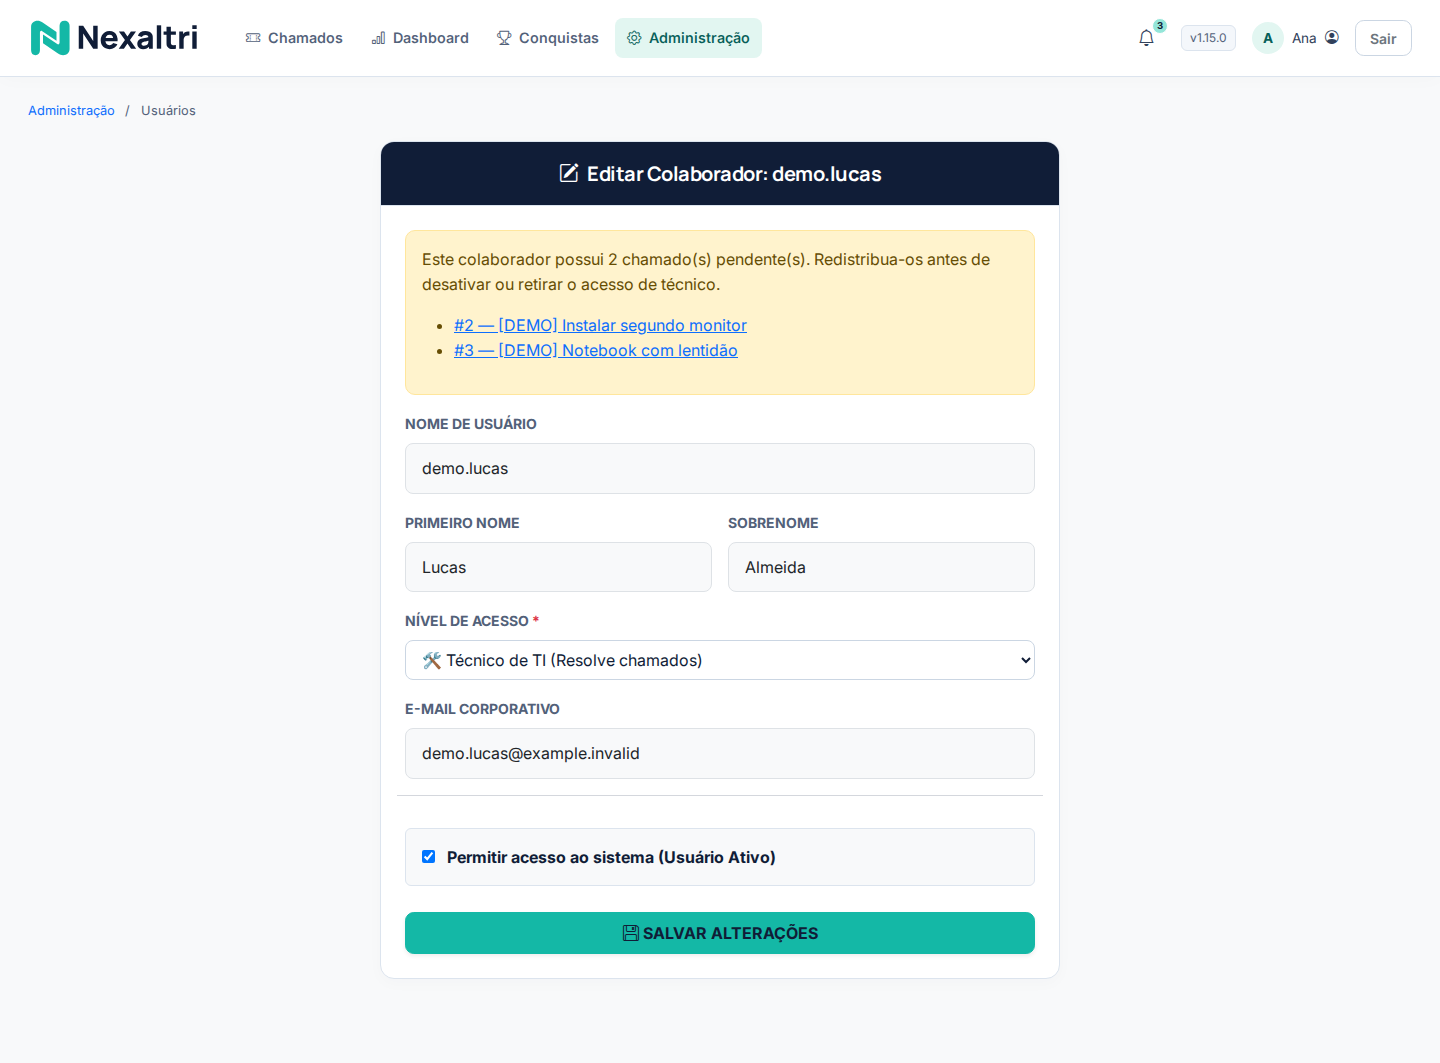 Nexaltri
Chamados
Dashboard
Conquistas
Administração
3
v1.15.0
A
Ana
Sair
Administração / Usuários
Editar Colaborador: demo.lucas
Este colaborador possui 2 chamado(s) pendente(s). Redistribua-os antes de
desativar ou retirar o acesso de técnico.
#2 — [DEMO] Instalar segundo monitor
#3 — [DEMO] Notebook com lentidão
NOME DE USUÁRIO
demo.lucas
PRIMEIRO NOME
SOBRENOME
Lucas
Almeida
NÍVEL DE ACESSO *
🛠️ Técnico de TI (Resolve chamados)
E-MAIL CORPORATIVO
demo.lucas@example.invalid
Permitir acesso ao sistema (Usuário Ativo)
SALVAR ALTERAÇÕES